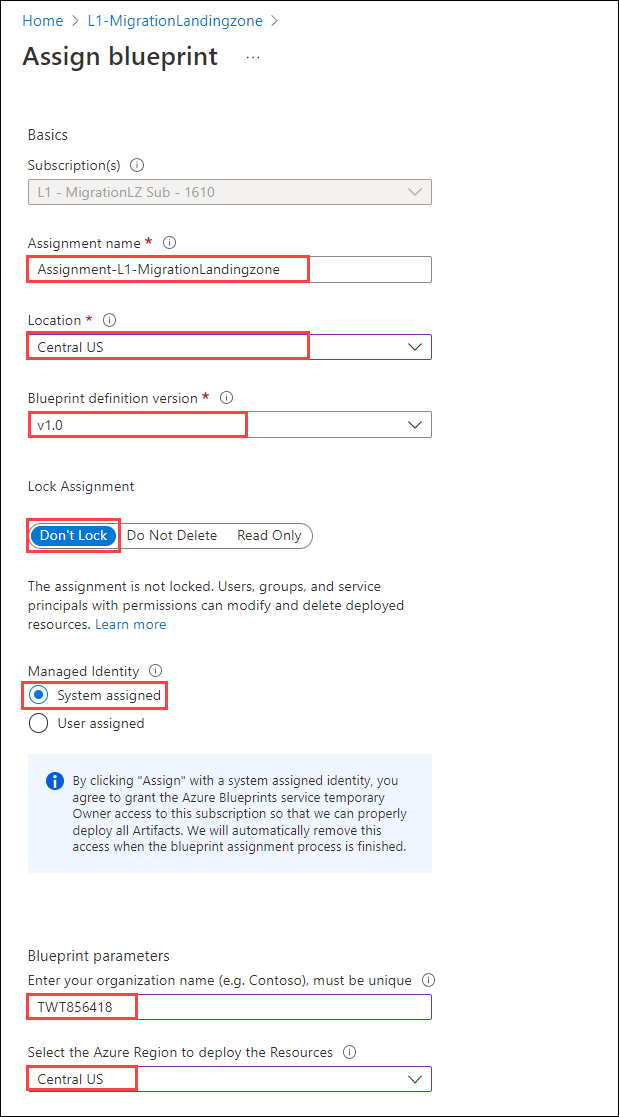 Home > L1-MigrationLandingzone >
Assign blueprint ...
Basics
Subscription(s)
L1 - MigrationLZ Sub - 1610
Assignment name *
Assignment-L1-MigrationLandingzone
Location *
Central US
Blueprint definition version *
v1.0
Lock Assignment
Don't Lock Do Not Delete Read Only
The assignment is not locked. Users, groups, and service
principals with permissions can modify and delete deployed
resources. Learn more
Managed Identity
System assigned
User assigned
By clicking "Assign" with a system assigned identity, you
agree to grant the Azure Blueprints service temporary
Owner access to this subscription so that we can properly
deploy all Artifacts. We will automatically remove this
access when the blueprint assignment process is finished.
Blueprint parameters
Enter your organization name (e.g. Contoso), must be unique
TWT856418
Select the Azure Region to deploy the Resources
Central US